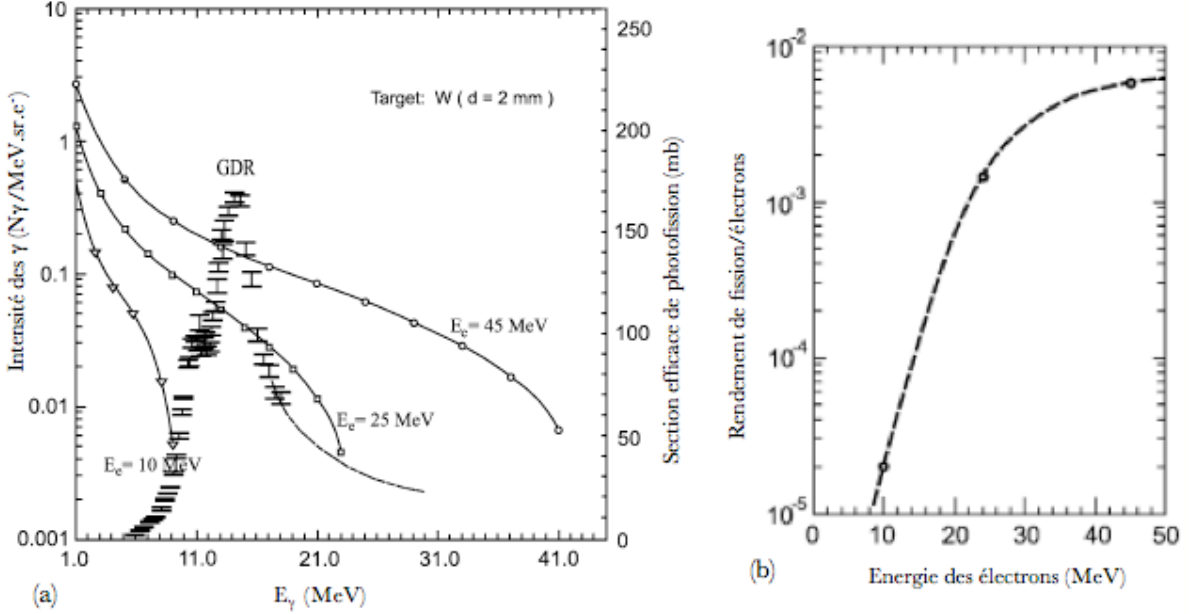 10
1
0.1
0.01
0.001
Intensité des γ (Nγ/MeV.sr.e⁻)
Target: W ( d = 2 mm )
GDR
E_e= 45 MeV
E_e= 25 MeV
E_e= 10 MeV
1.0 11.0 21.0 31.0 41.0
E_γ (MeV)
(a)
250
200
150
100
50
0
Section efficace de photofission (mb)
10⁻²
10⁻³
10⁻⁴
10⁻⁵
Rendement de fission/électrons
0 10 20 30 40 50
Energie des électrons (MeV)
(b)